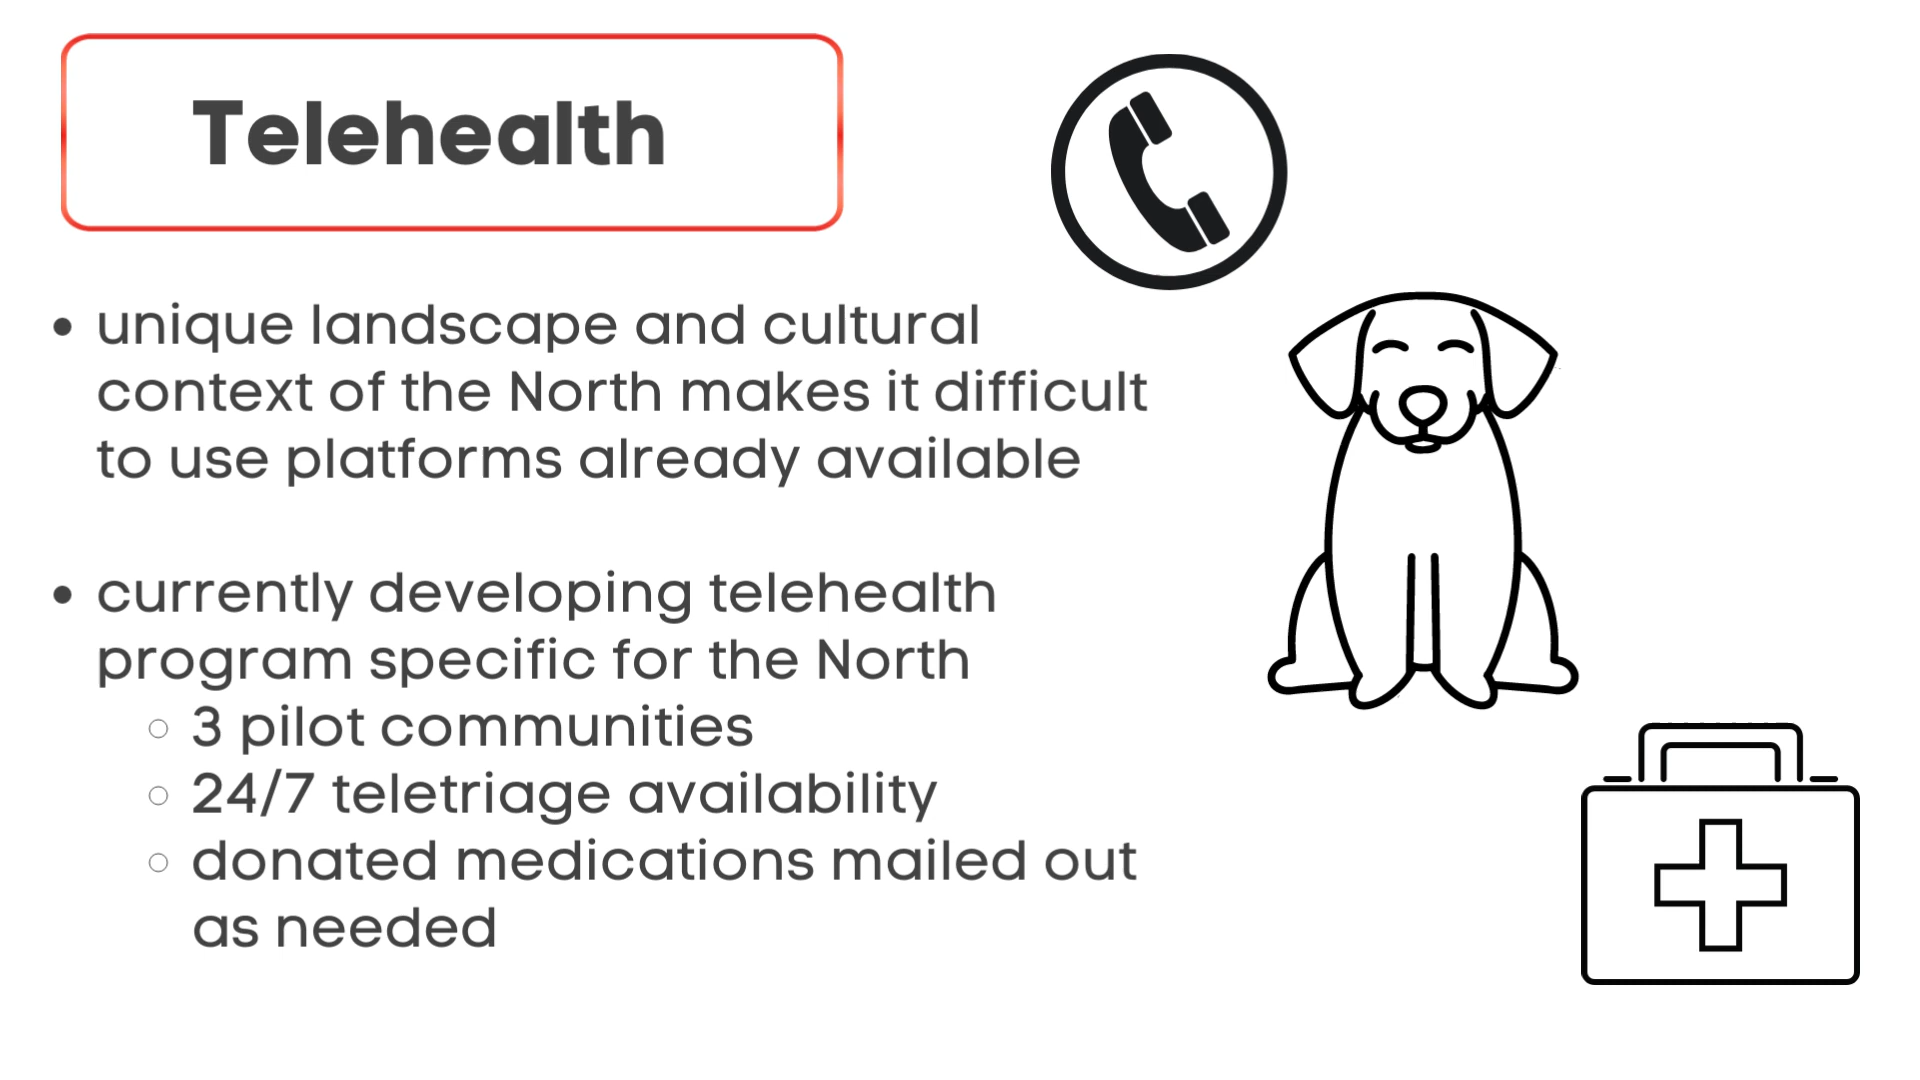 Telehealth
• unique landscape and cultural
context of the North makes it difficult
to use platforms already available
• currently developing telehealth
program specific for the North
○ 3 pilot communities
○ 24/7 teletriage availability
○ donated medications mailed out
as needed